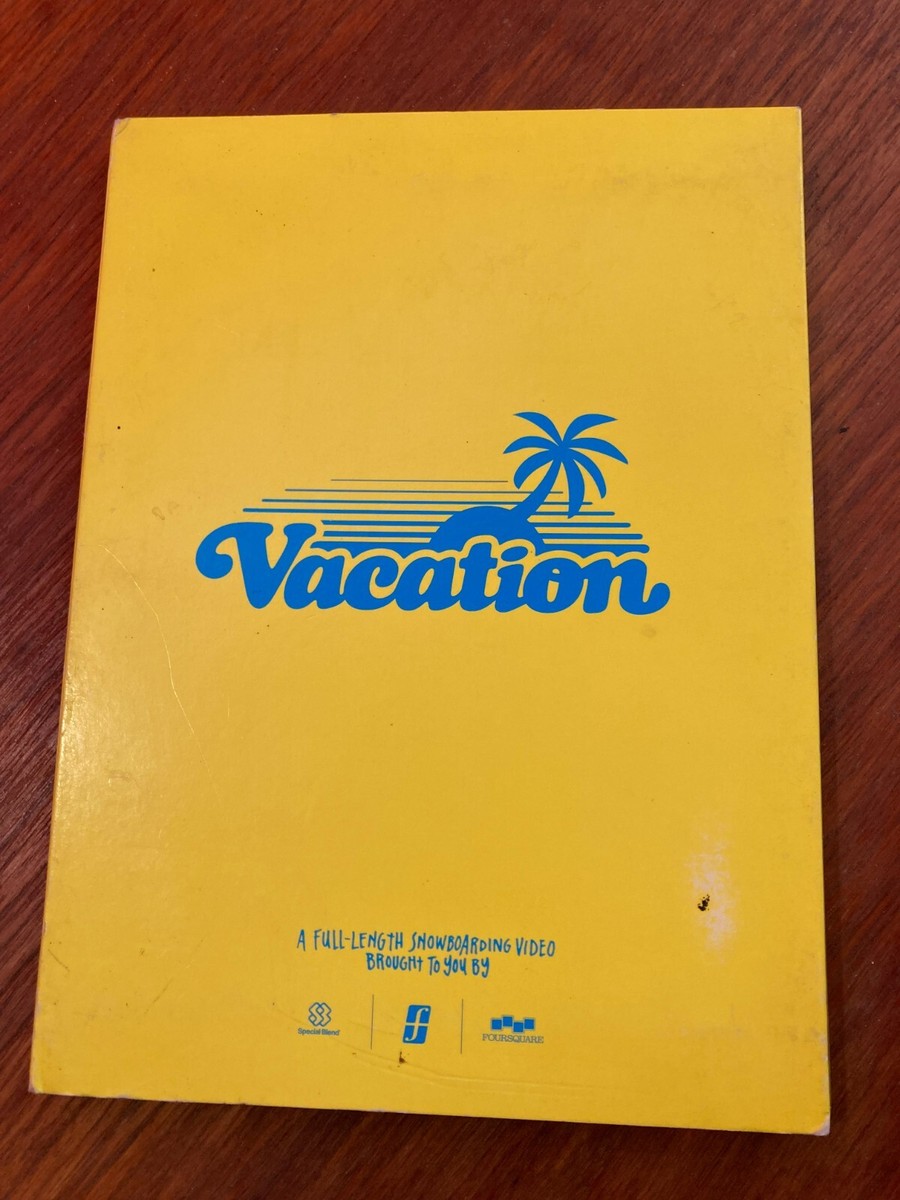 Vacation
A FULL-LENGTH SNOWBOARDING VIDEO
BROUGHT TO YOU BY
Special Blend
f
FOURSQUARE